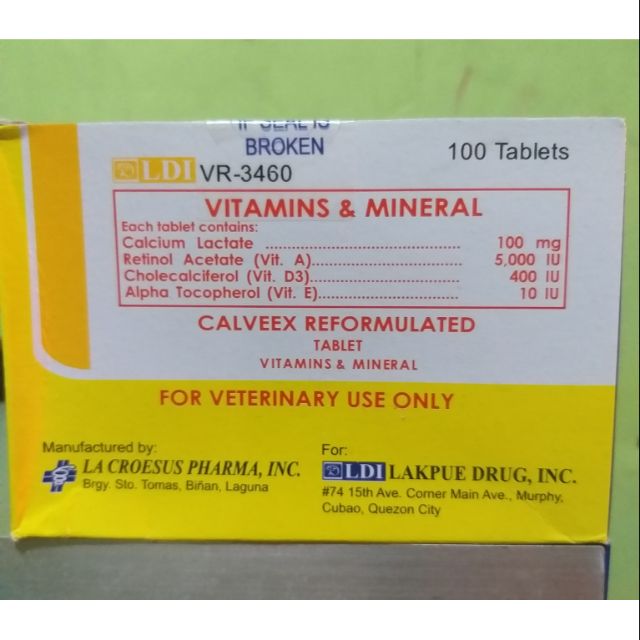 BROKEN
100 Tablets
LDI VR-3460
VITAMINS & MINERAL
Each tablet contains:
Calcium Lactate .......................................... 100 mg
Retinol Acetate (Vit. A)................................ 5,000 IU
Cholecalciferol (Vit. D3)................................ 400 IU
Alpha Tocopherol (Vit. E).............................. 10 IU
CALVEEX REFORMULATED
TABLET
VITAMINS & MINERAL
FOR VETERINARY USE ONLY
Manufactured by:
LA CROESUS PHARMA, INC.
Brgy. Sto. Tomas, Biñan, Laguna
For:
LDI LAKPUE DRUG, INC.
#74 15th Ave. Corner Main Ave., Murphy,
Cubao, Quezon City